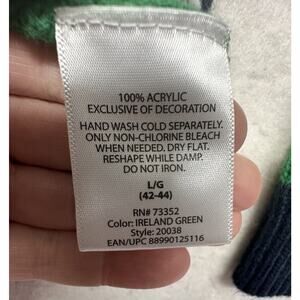 100% ACRYLIC
EXCLUSIVE OF DECORATION
HAND WASH COLD SEPARATELY.
ONLY NON-CHLORINE BLEACH
WHEN NEEDED. DRY FLAT.
RESHAPE WHILE DAMP.
DO NOT IRON.
L/G
(42-44)
RN# 73352
Color: IRELAND GREEN
Style: 20038
EAN/UPC 88990125116